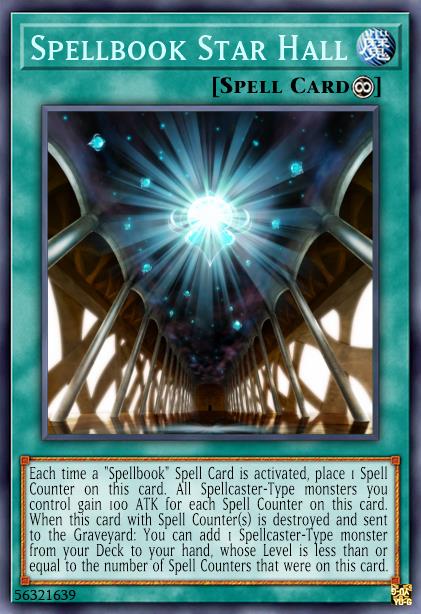 Spellbook Star Hall
[Spell Card]
Each time a "Spellbook" Spell Card is activated, place 1 Spell
Counter on this card. All Spellcaster-Type monsters you
control gain 100 ATK for each Spell Counter on this card.
When this card with Spell Counter(s) is destroyed and sent
to the Graveyard: You can add 1 Spellcaster-Type monster
from your Deck to your hand, whose Level is less than or
equal to the number of Spell Counters that were on this card.
56321639